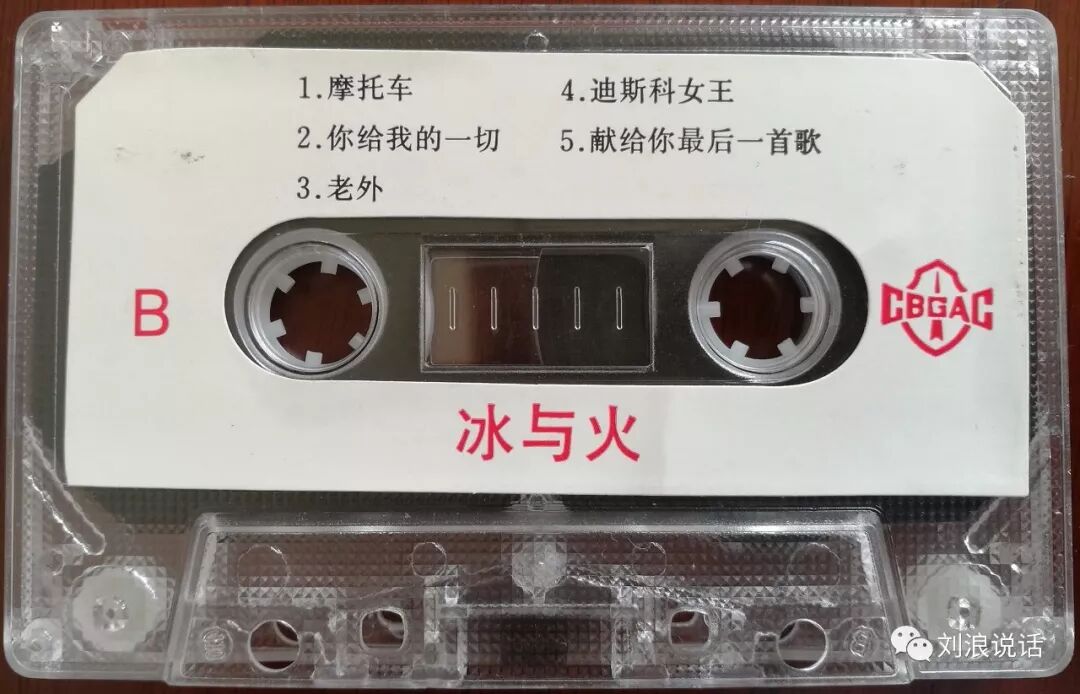 1.摩托车
2.你给我的一切
3.老外
4.迪斯科女王
5.献给你最后一首歌
B
CBGAC
冰与火
刘浪说话